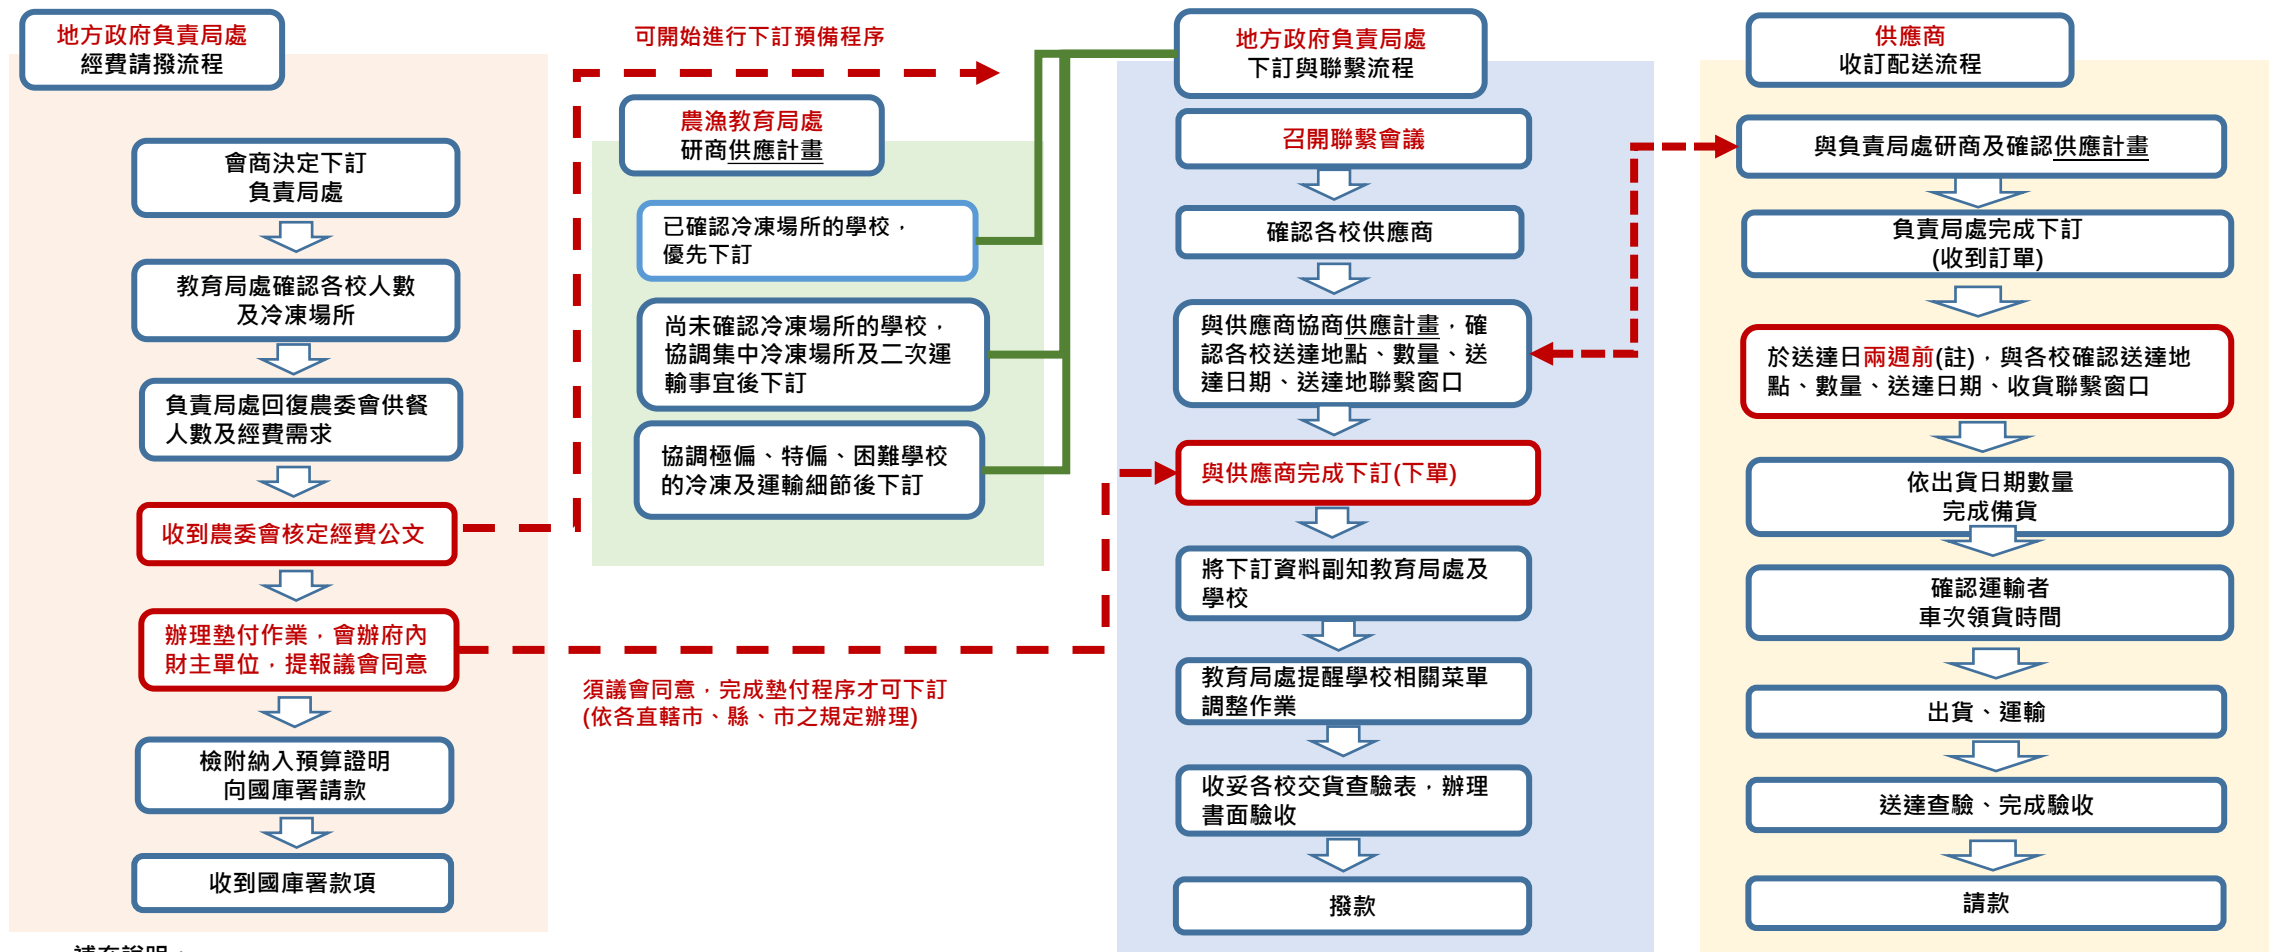 地方政府負責局處
經費請撥流程
會商決定下訂
負責局處
教育局處確認各校人數
及冷凍場所
負責局處回復農委會供餐
人數及經費需求
收到農委會核定經費公文
辦理墊付作業，會辦府內
財主單位，提報議會同意
檢附納入預算證明
向國庫署請款
收到國庫署款項
可開始進行下訂預備程序
農漁教育局處
研商供應計畫
已確認冷凍場所的學校，
優先下訂
尚未確認冷凍場所的學校，
協調集中冷凍場所及二次運
輸事宜後下訂
協調極偏、特偏、困難學校
的冷凍及運輸細節後下訂
須議會同意，完成墊付程序才可下訂
(依各直轄市、縣、市之規定辦理)
地方政府負責局處
下訂與聯繫流程
召開聯繫會議
確認各校供應商
與供應商協商供應計畫，確
認各校送達地點、數量、送
達日期、送達地聯繫窗口
與供應商完成下訂(下單)
將下訂資料副知教育局處及
學校
教育局處提醒學校相關菜單
調整作業
收妥各校交貨查驗表，辦理
書面驗收
撥款
供應商
收訂配送流程
與負責局處研商及確認供應計畫
負責局處完成下訂
(收到訂單)
於送達日兩週前(註)，與各校確認送達地
點、數量、送達日期、收貨聯繫窗口
依出貨日期數量
完成備貨
確認運輸者
車次領貨時間
出貨、運輸
送達查驗、完成驗收
請款